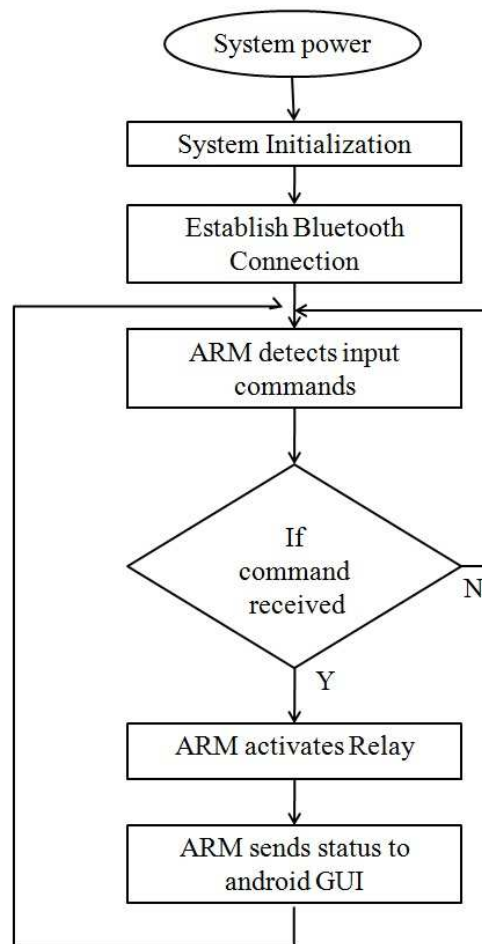 System power
System Initialization
Establish Bluetooth
Connection
ARM detects input
commands
If
command
received
N
Y
ARM activates Relay
ARM sends status to
android GUI